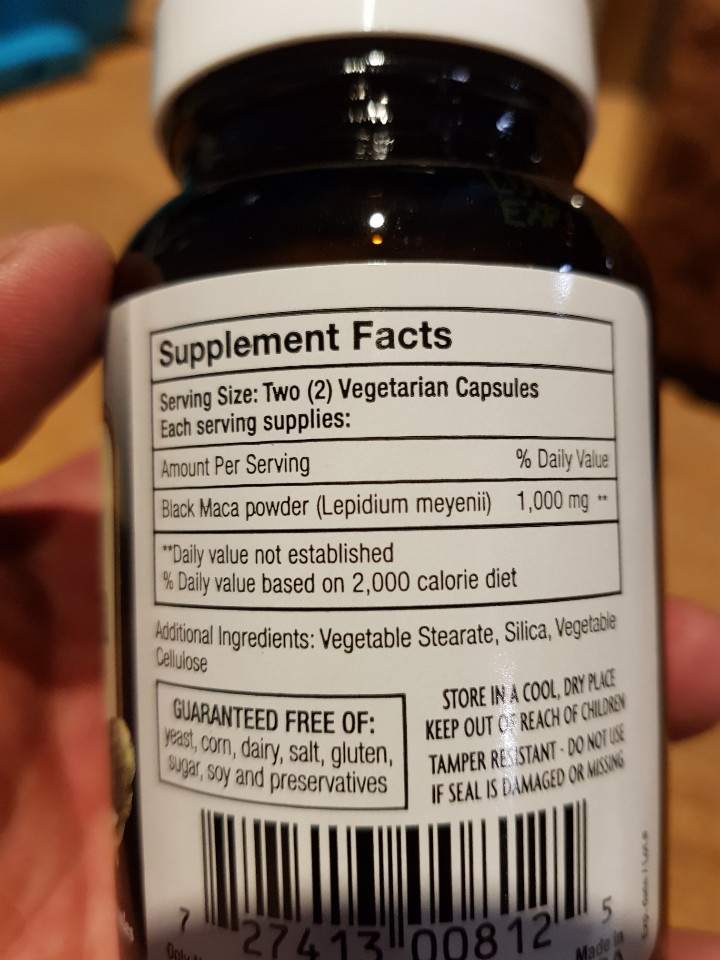 EXP
Supplement Facts
Serving Size: Two (2) Vegetarian Capsules
Each serving supplies:
Amount Per Serving % Daily Value
Black Maca powder (Lepidium meyenii) 1,000 mg **
**Daily value not established
% Daily value based on 2,000 calorie diet
Additional Ingredients: Vegetable Stearate, Silica, Vegetable
Cellulose
GUARANTEED FREE OF:
yeast, corn, dairy, salt, gluten,
sugar, soy and preservatives
STORE IN A COOL, DRY PLACE
KEEP OUT OF REACH OF CHILDREN
TAMPER RESISTANT - DO NOT USE
IF SEAL IS DAMAGED OR MISSING
7 27413 00812 5
Made in